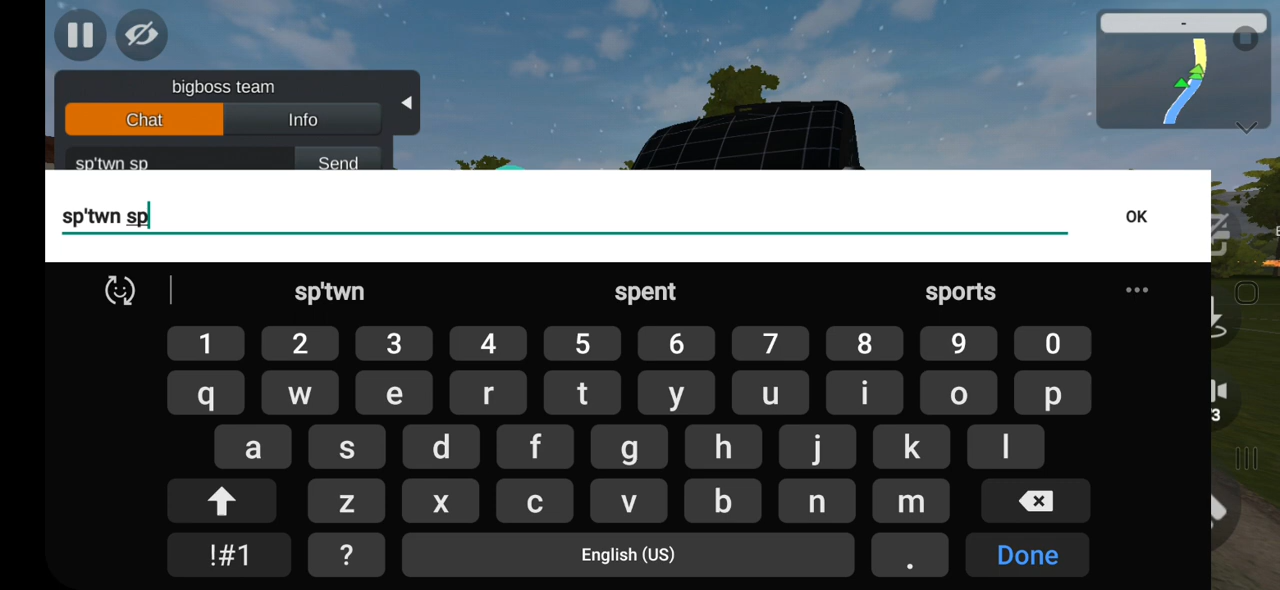 -
bigboss team
Chat Info
sp'twn sp Send
sp'twn sp
OK
sp'twn spent sports •••
1 2 3 4 5 6 7 8 9 0
q w e r t y u i o p
a s d f g h j k l
z x c v b n m
!#1 ? English (US) . Done
3